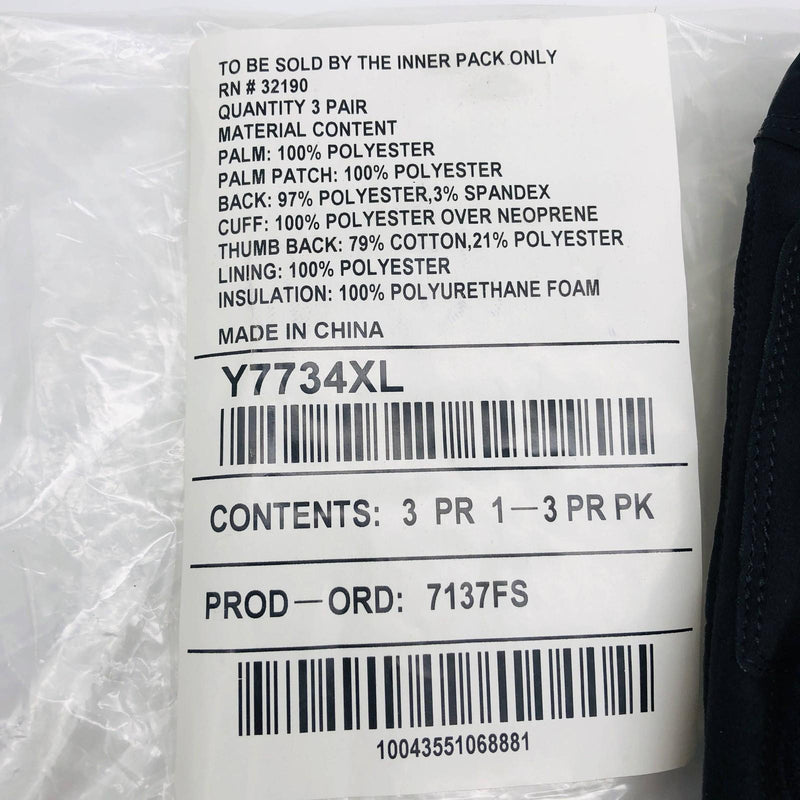 TO BE SOLD BY THE INNER PACK ONLY
RN # 32190
QUANTITY 3 PAIR
MATERIAL CONTENT
PALM: 100% POLYESTER
PALM PATCH: 100% POLYESTER
BACK: 97% POLYESTER,3% SPANDEX
CUFF: 100% POLYESTER OVER NEOPRENE
THUMB BACK: 79% COTTON,21% POLYESTER
LINING: 100% POLYESTER
INSULATION: 100% POLYURETHANE FOAM
MADE IN CHINA
Y7734XL
CONTENTS: 3 PR 1—3 PR PK
PROD—ORD: 7137FS
10043551068881